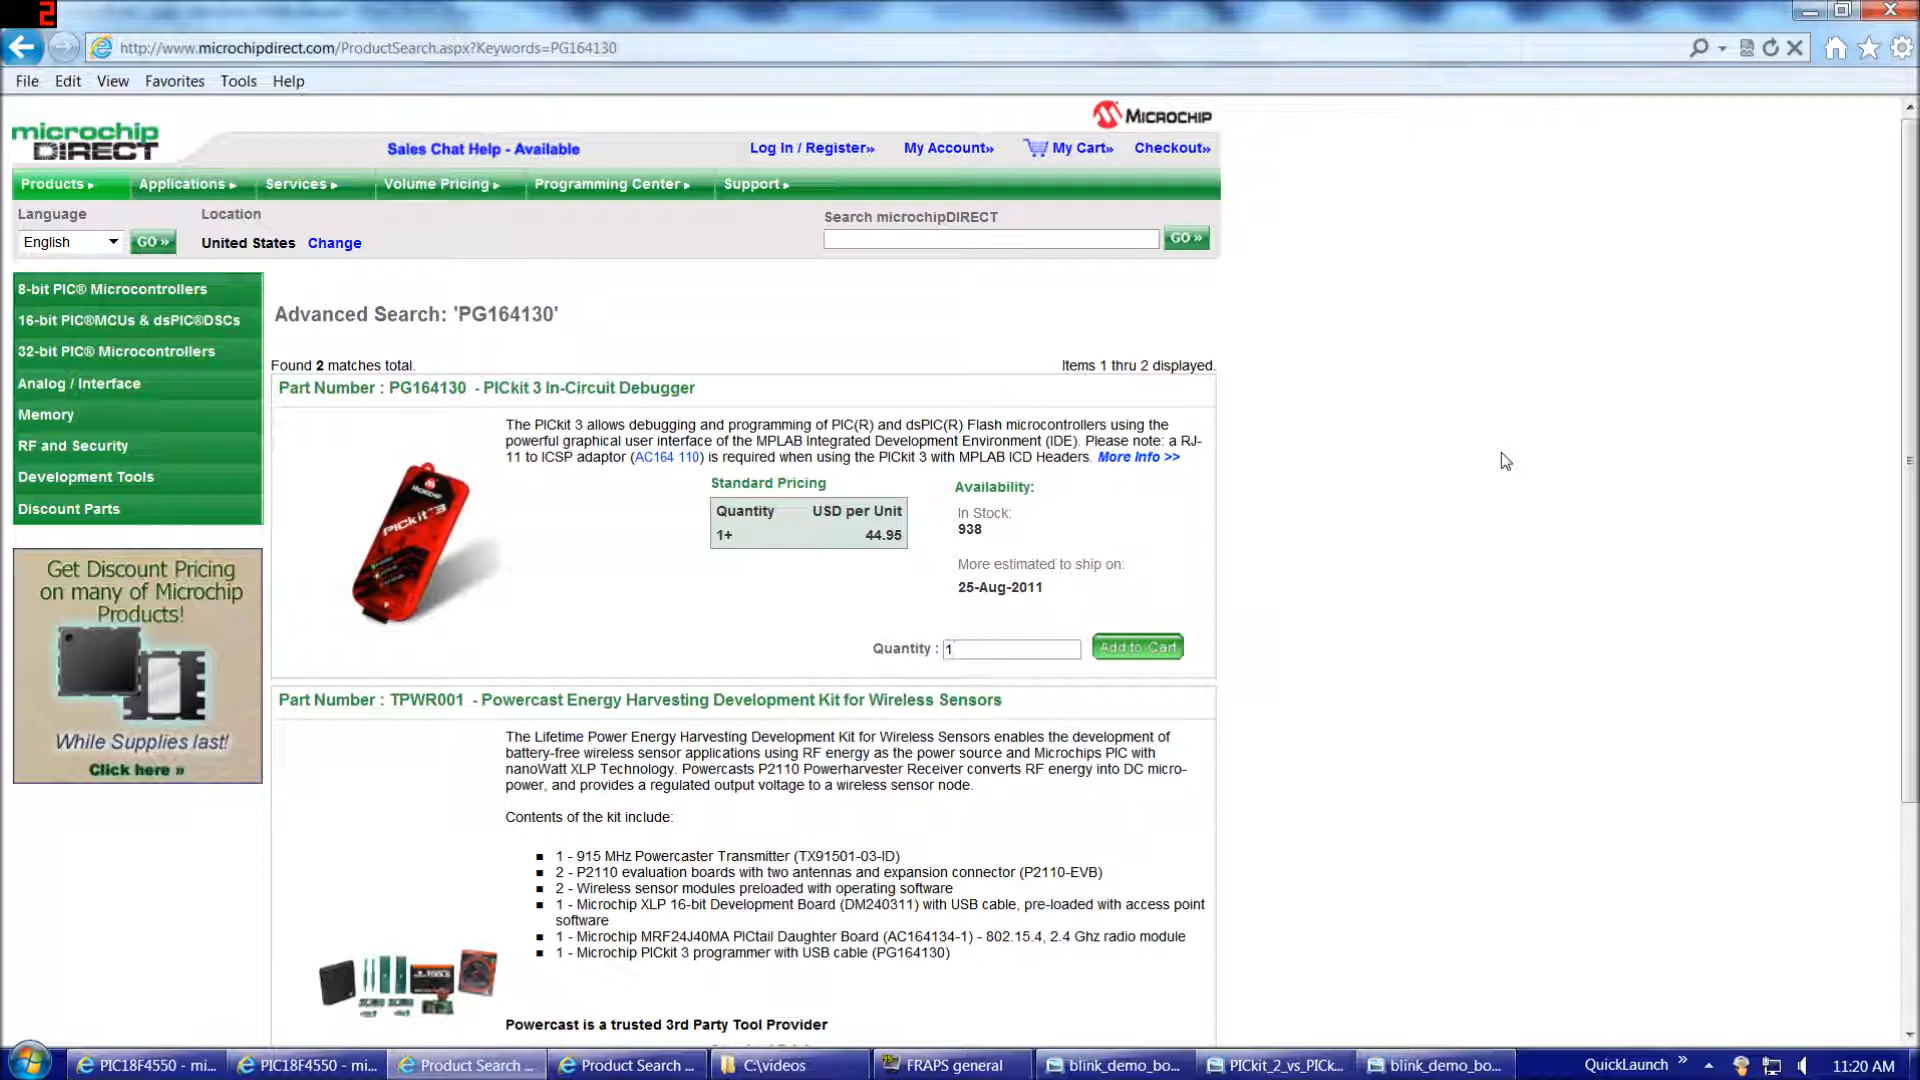 2
http://www.microchipdirect.com/ProductSearch.aspx?Keywords=PG164130
File Edit View Favorites Tools Help
MICROCHIP
microchip
DIRECT
Sales Chat Help - Available
Log In / Register» My Account» My Cart» Checkout»
Products Applications Services Volume Pricing Programming Center Support
Language Location
Search microchipDIRECT
English GO » United States Change
GO »
8-bit PIC® Microcontrollers
16-bit PIC®MCUs & dsPIC®DSCs
32-bit PIC® Microcontrollers
Analog / Interface
Memory
RF and Security
Development Tools
Discount Parts
Get Discount Pricing
on many of Microchip
Products!
While Supplies last!
Click here »
Advanced Search: 'PG164130'
Found 2 matches total. Items 1 thru 2 displayed.
Part Number : PG164130 - PICkit 3 In-Circuit Debugger
The PICkit 3 allows debugging and programming of PIC(R) and dsPIC(R) Flash microcontrollers using the
powerful graphical user interface of the MPLAB Integrated Development Environment (IDE). Please note: a RJ-
11 to ICSP adaptor (AC164 110) is required when using the PICkit 3 with MPLAB ICD Headers. More Info >>
MICROCHIP
PICkit 3
Standard Pricing
Quantity USD per Unit
1+ 44.95
Availability:
In Stock:
938
More estimated to ship on:
25-Aug-2011
Quantity : 1 Add to Cart
Part Number : TPWR001 - Powercast Energy Harvesting Development Kit for Wireless Sensors
The Lifetime Power Energy Harvesting Development Kit for Wireless Sensors enables the development of
battery-free wireless sensor applications using RF energy as the power source and Microchips PIC with
nanoWatt XLP Technology. Powercasts P2110 Powerharvester Receiver converts RF energy into DC micro-
power, and provides a regulated output voltage to a wireless sensor node.
Contents of the kit include:
1 - 915 MHz Powercaster Transmitter (TX91501-03-ID)
2 - P2110 evaluation boards with two antennas and expansion connector (P2110-EVB)
2 - Wireless sensor modules preloaded with operating software
1 - Microchip XLP 16-bit Development Board (DM240311) with USB cable, pre-loaded with access point
software
1 - Microchip MRF24J40MA PICtail Daughter Board (AC164134-1) - 802.15.4, 2.4 Ghz radio module
1 - Microchip PICkit 3 programmer with USB cable (PG164130)
Powercast is a trusted 3rd Party Tool Provider
PIC18F4550 - mi... PIC18F4550 - mi... Product Search ... Product Search ... C:\videos FRAPS general blink_demo_bo... PICkit_2_vs_PICk... blink_demo_bo... QuickLaunch » 11:20 AM